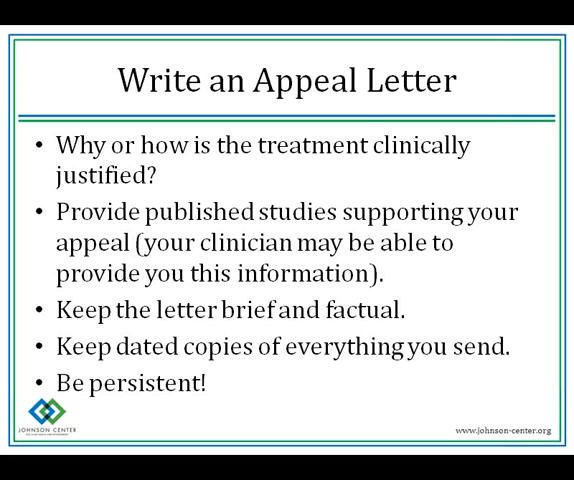 Write an Appeal Letter
• Why or how is the treatment clinically
justified?
• Provide published studies supporting your
appeal (your clinician may be able to
provide you this information).
• Keep the letter brief and factual.
• Keep dated copies of everything you send.
• Be persistent!
JOHNSON CENTER
www.johnson-center.org